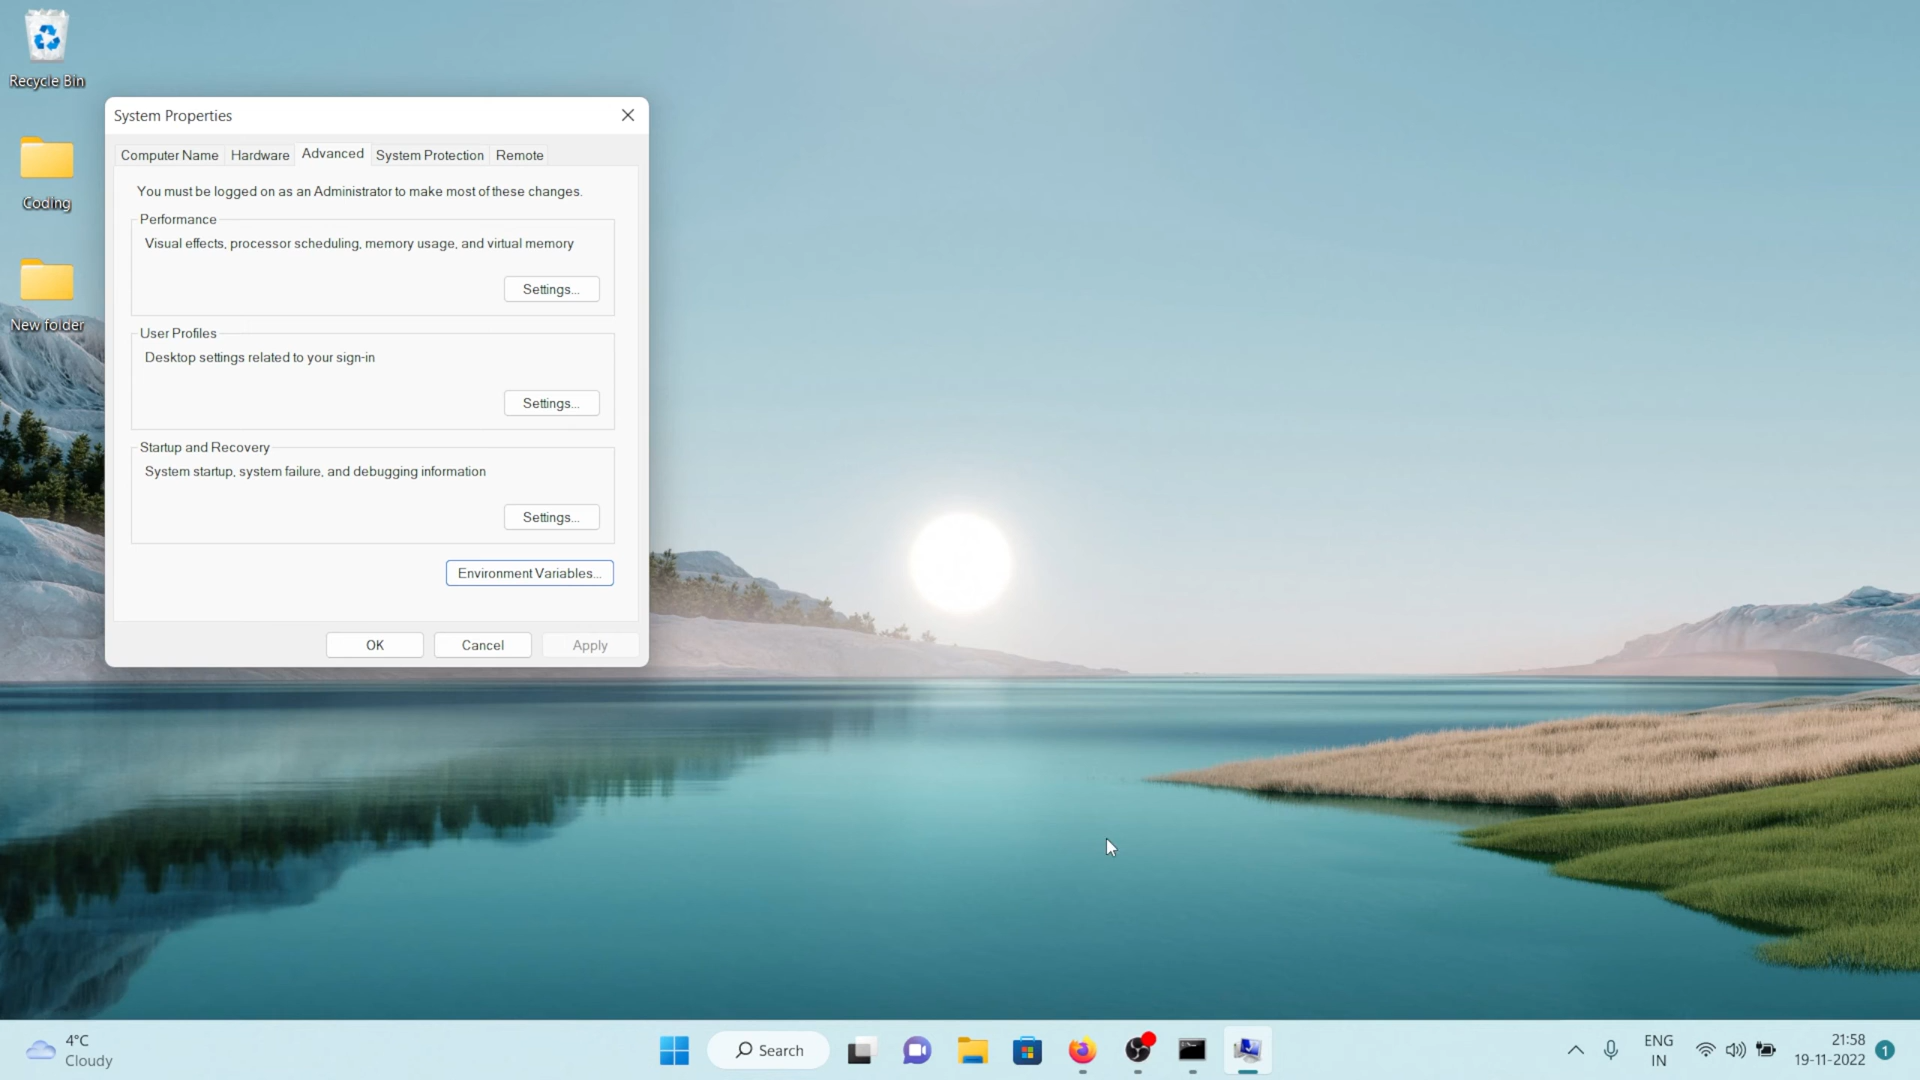 Recycle Bin
Coding
New folder
System Properties
Computer Name Hardware Advanced System Protection Remote
You must be logged on as an Administrator to make most of these changes.
Performance
Visual effects, processor scheduling, memory usage, and virtual memory
Settings...
User Profiles
Desktop settings related to your sign-in
Settings...
Startup and Recovery
System startup, system failure, and debugging information
Settings...
Environment Variables...
OK Cancel Apply
4°C
Cloudy
Search
ENG
IN
21:58
19-11-2022
1